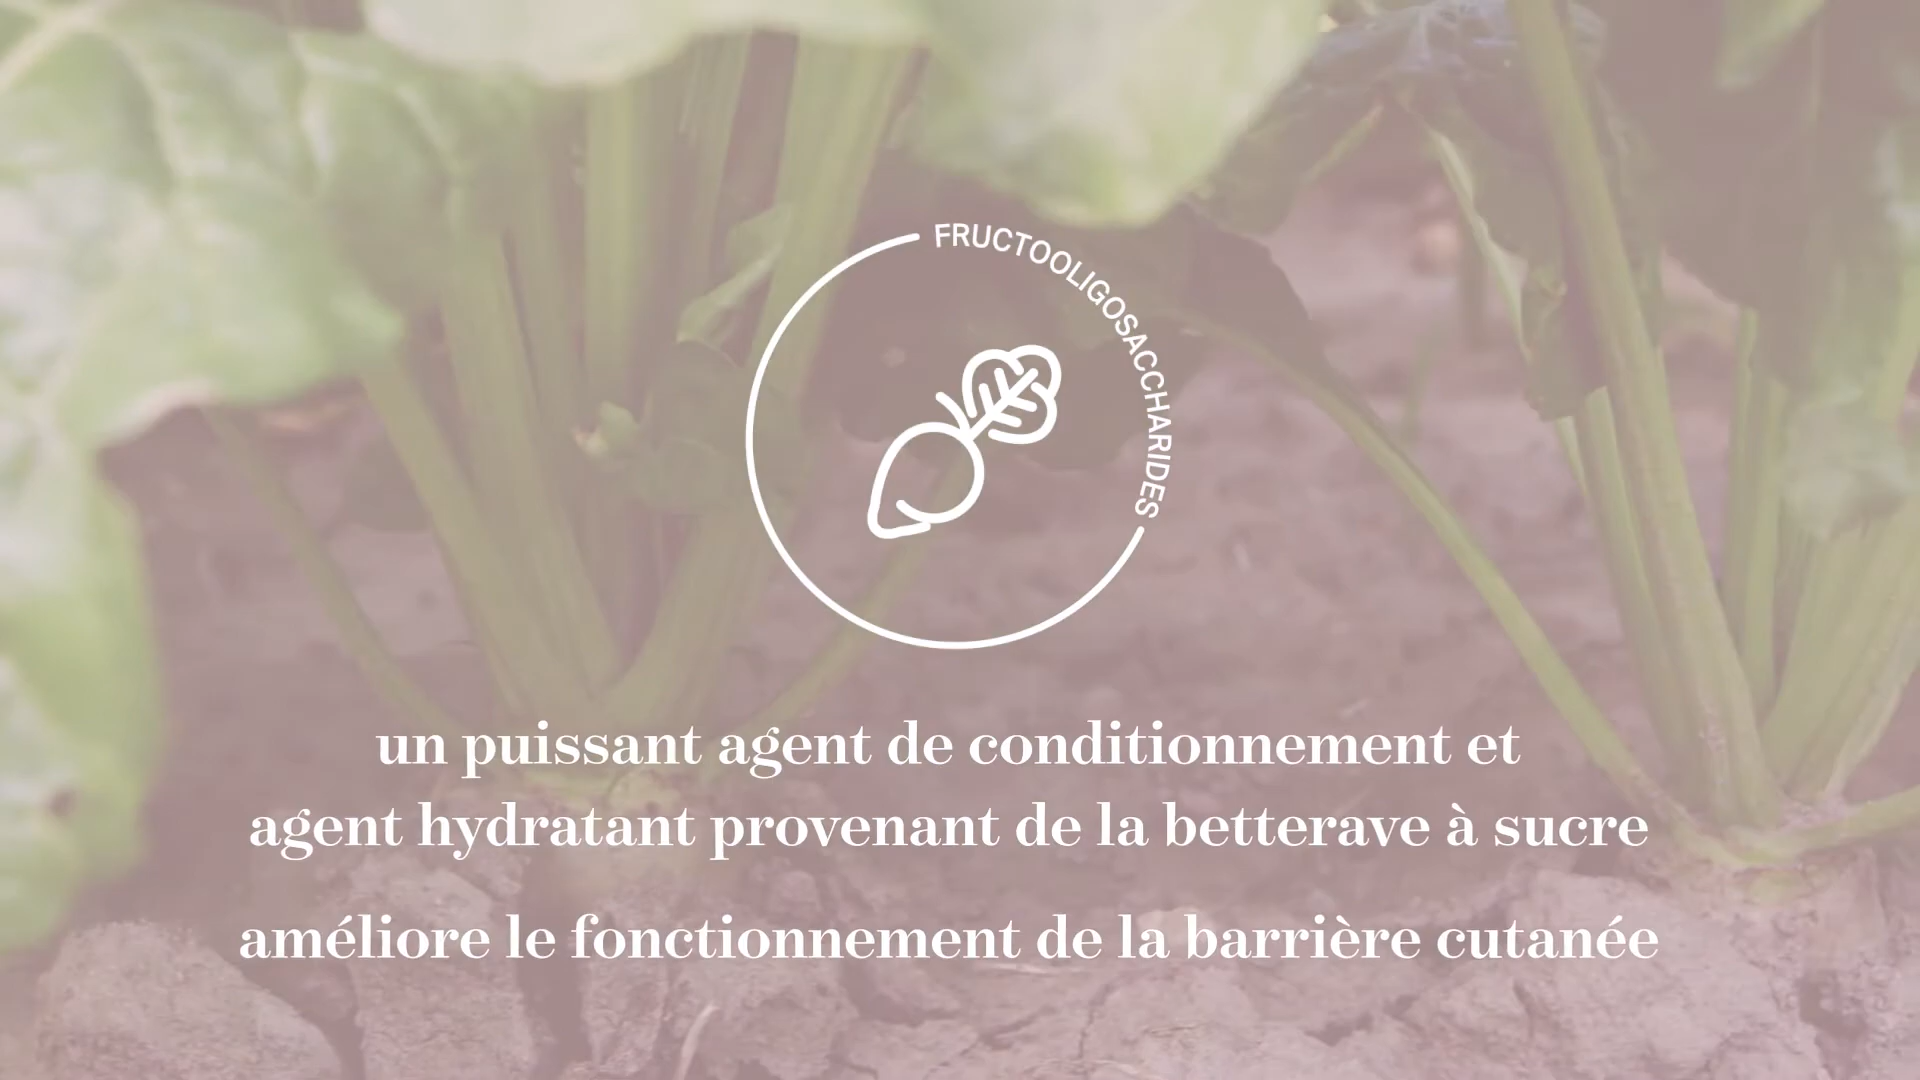 FRUCTOOLIGOSACCHARIDES
un puissant agent de conditionnement et
agent hydratant provenant de la betterave à sucre
améliore le fonctionnement de la barrière cutanée